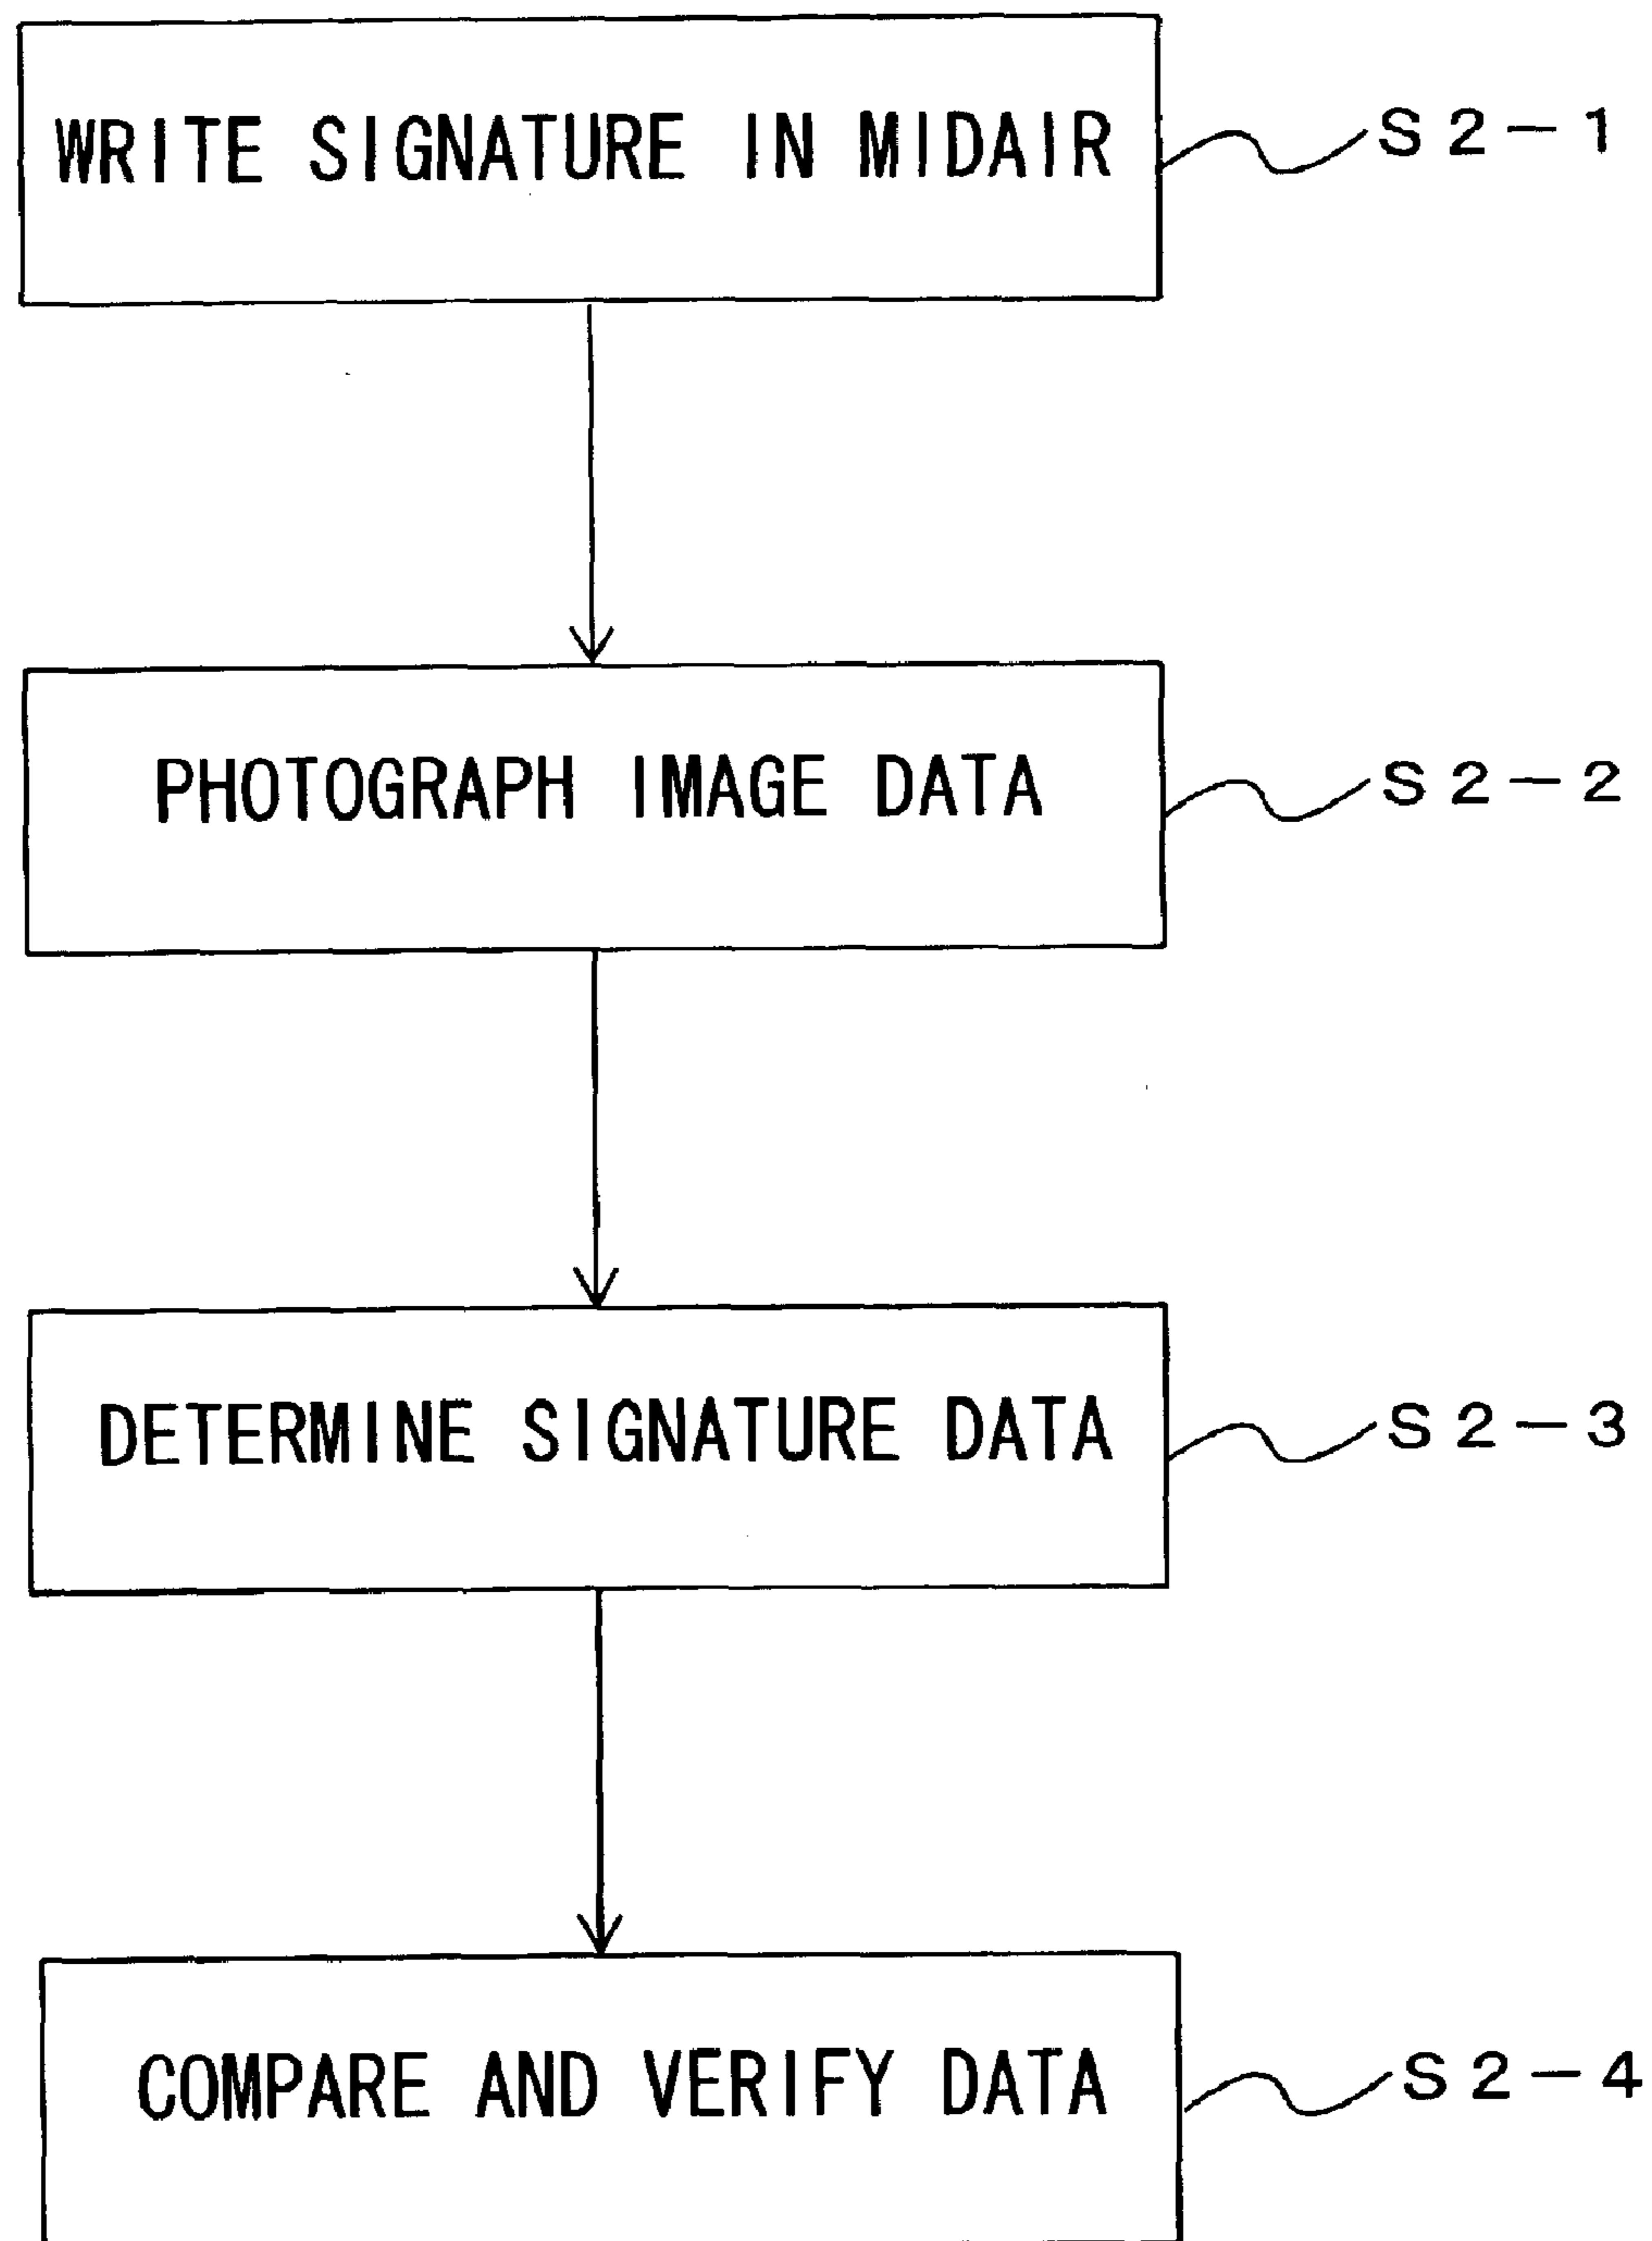 WRITE SIGNATURE IN MIDAIR S2-1
PHOTOGRAPH IMAGE DATA S2-2
DETERMINE SIGNATURE DATA S2-3
COMPARE AND VERIFY DATA S2-4